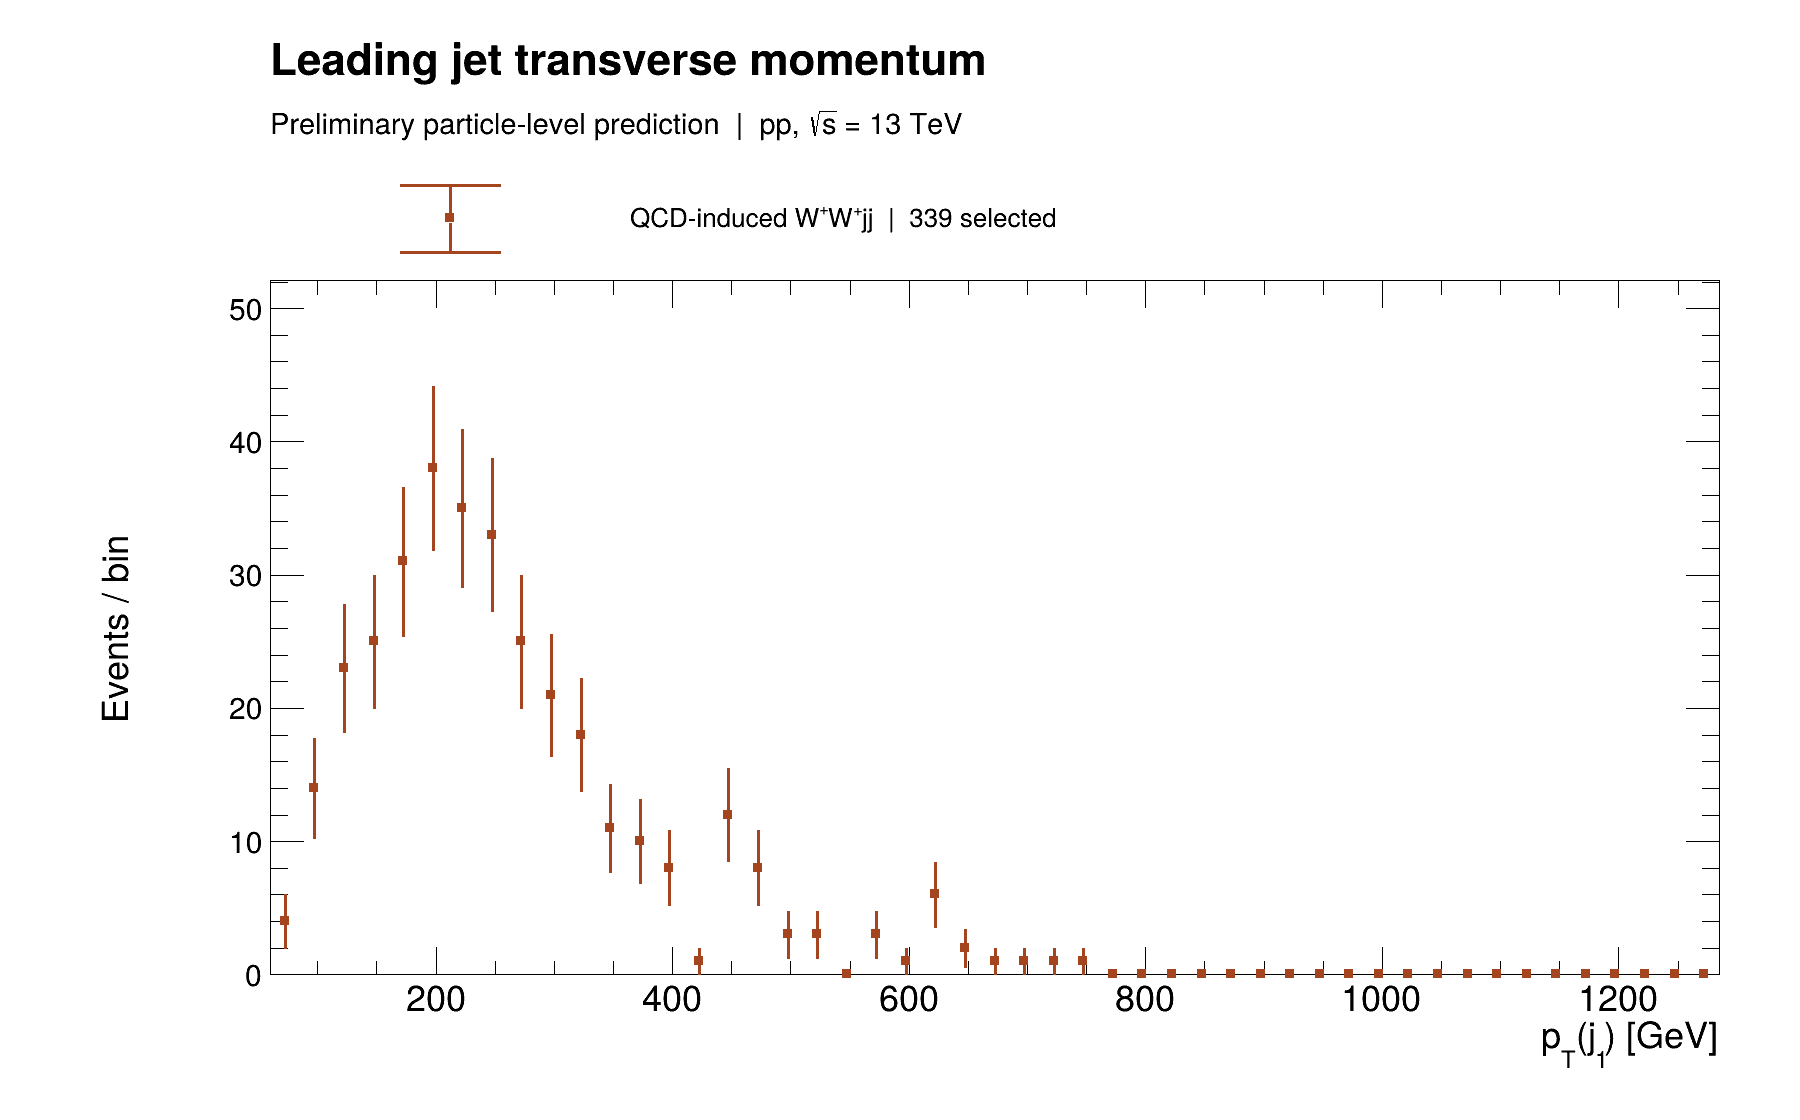 Leading jet transverse momentum
Preliminary particle-level prediction | pp, √s = 13 TeV
QCD-induced W⁺W⁺jj | 339 selected
50
40
30
20
10
0
Events / bin
200 400 600 800 1000 1200
p_T(j_1) [GeV]